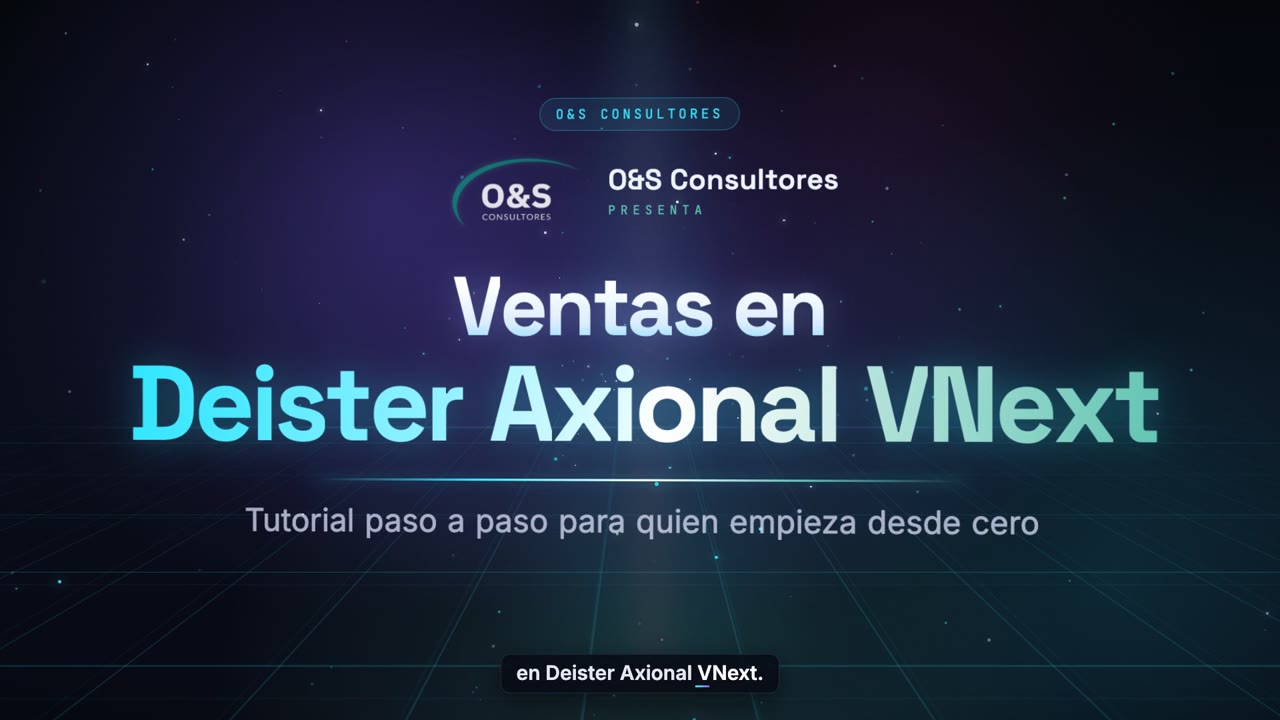 O&S CONSULTORES
O&S
CONSULTORES
O&S Consultores
PRESENTA
Ventas en
Deister Axional VNext
Tutorial paso a paso para quien empieza desde cero
en Deister Axional VNext.